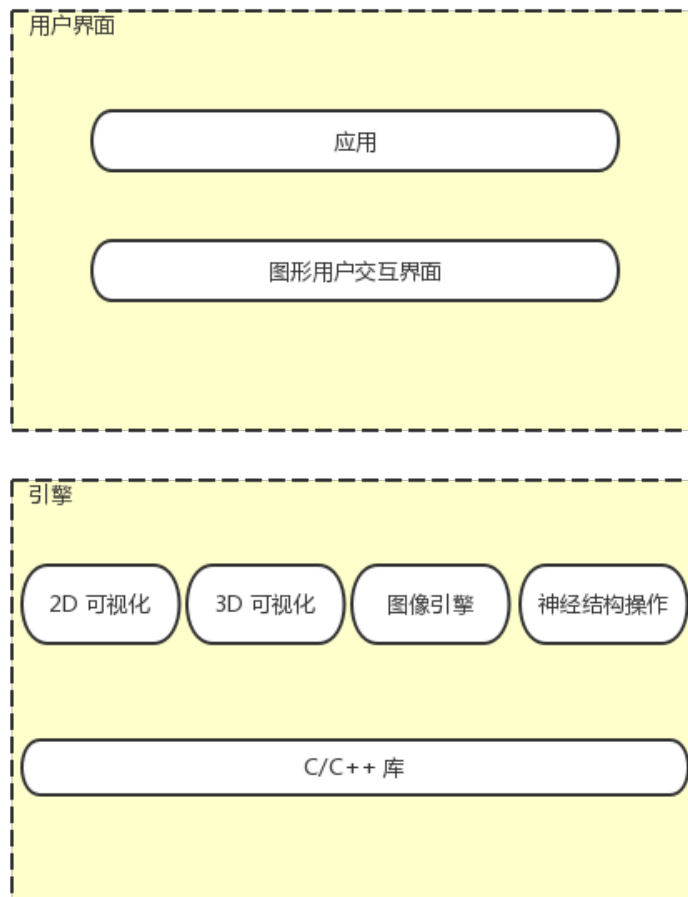 用户界面
应用
图形用户交互界面
引擎
2D 可视化
3D 可视化
图像引擎
神经结构操作
C/C++ 库